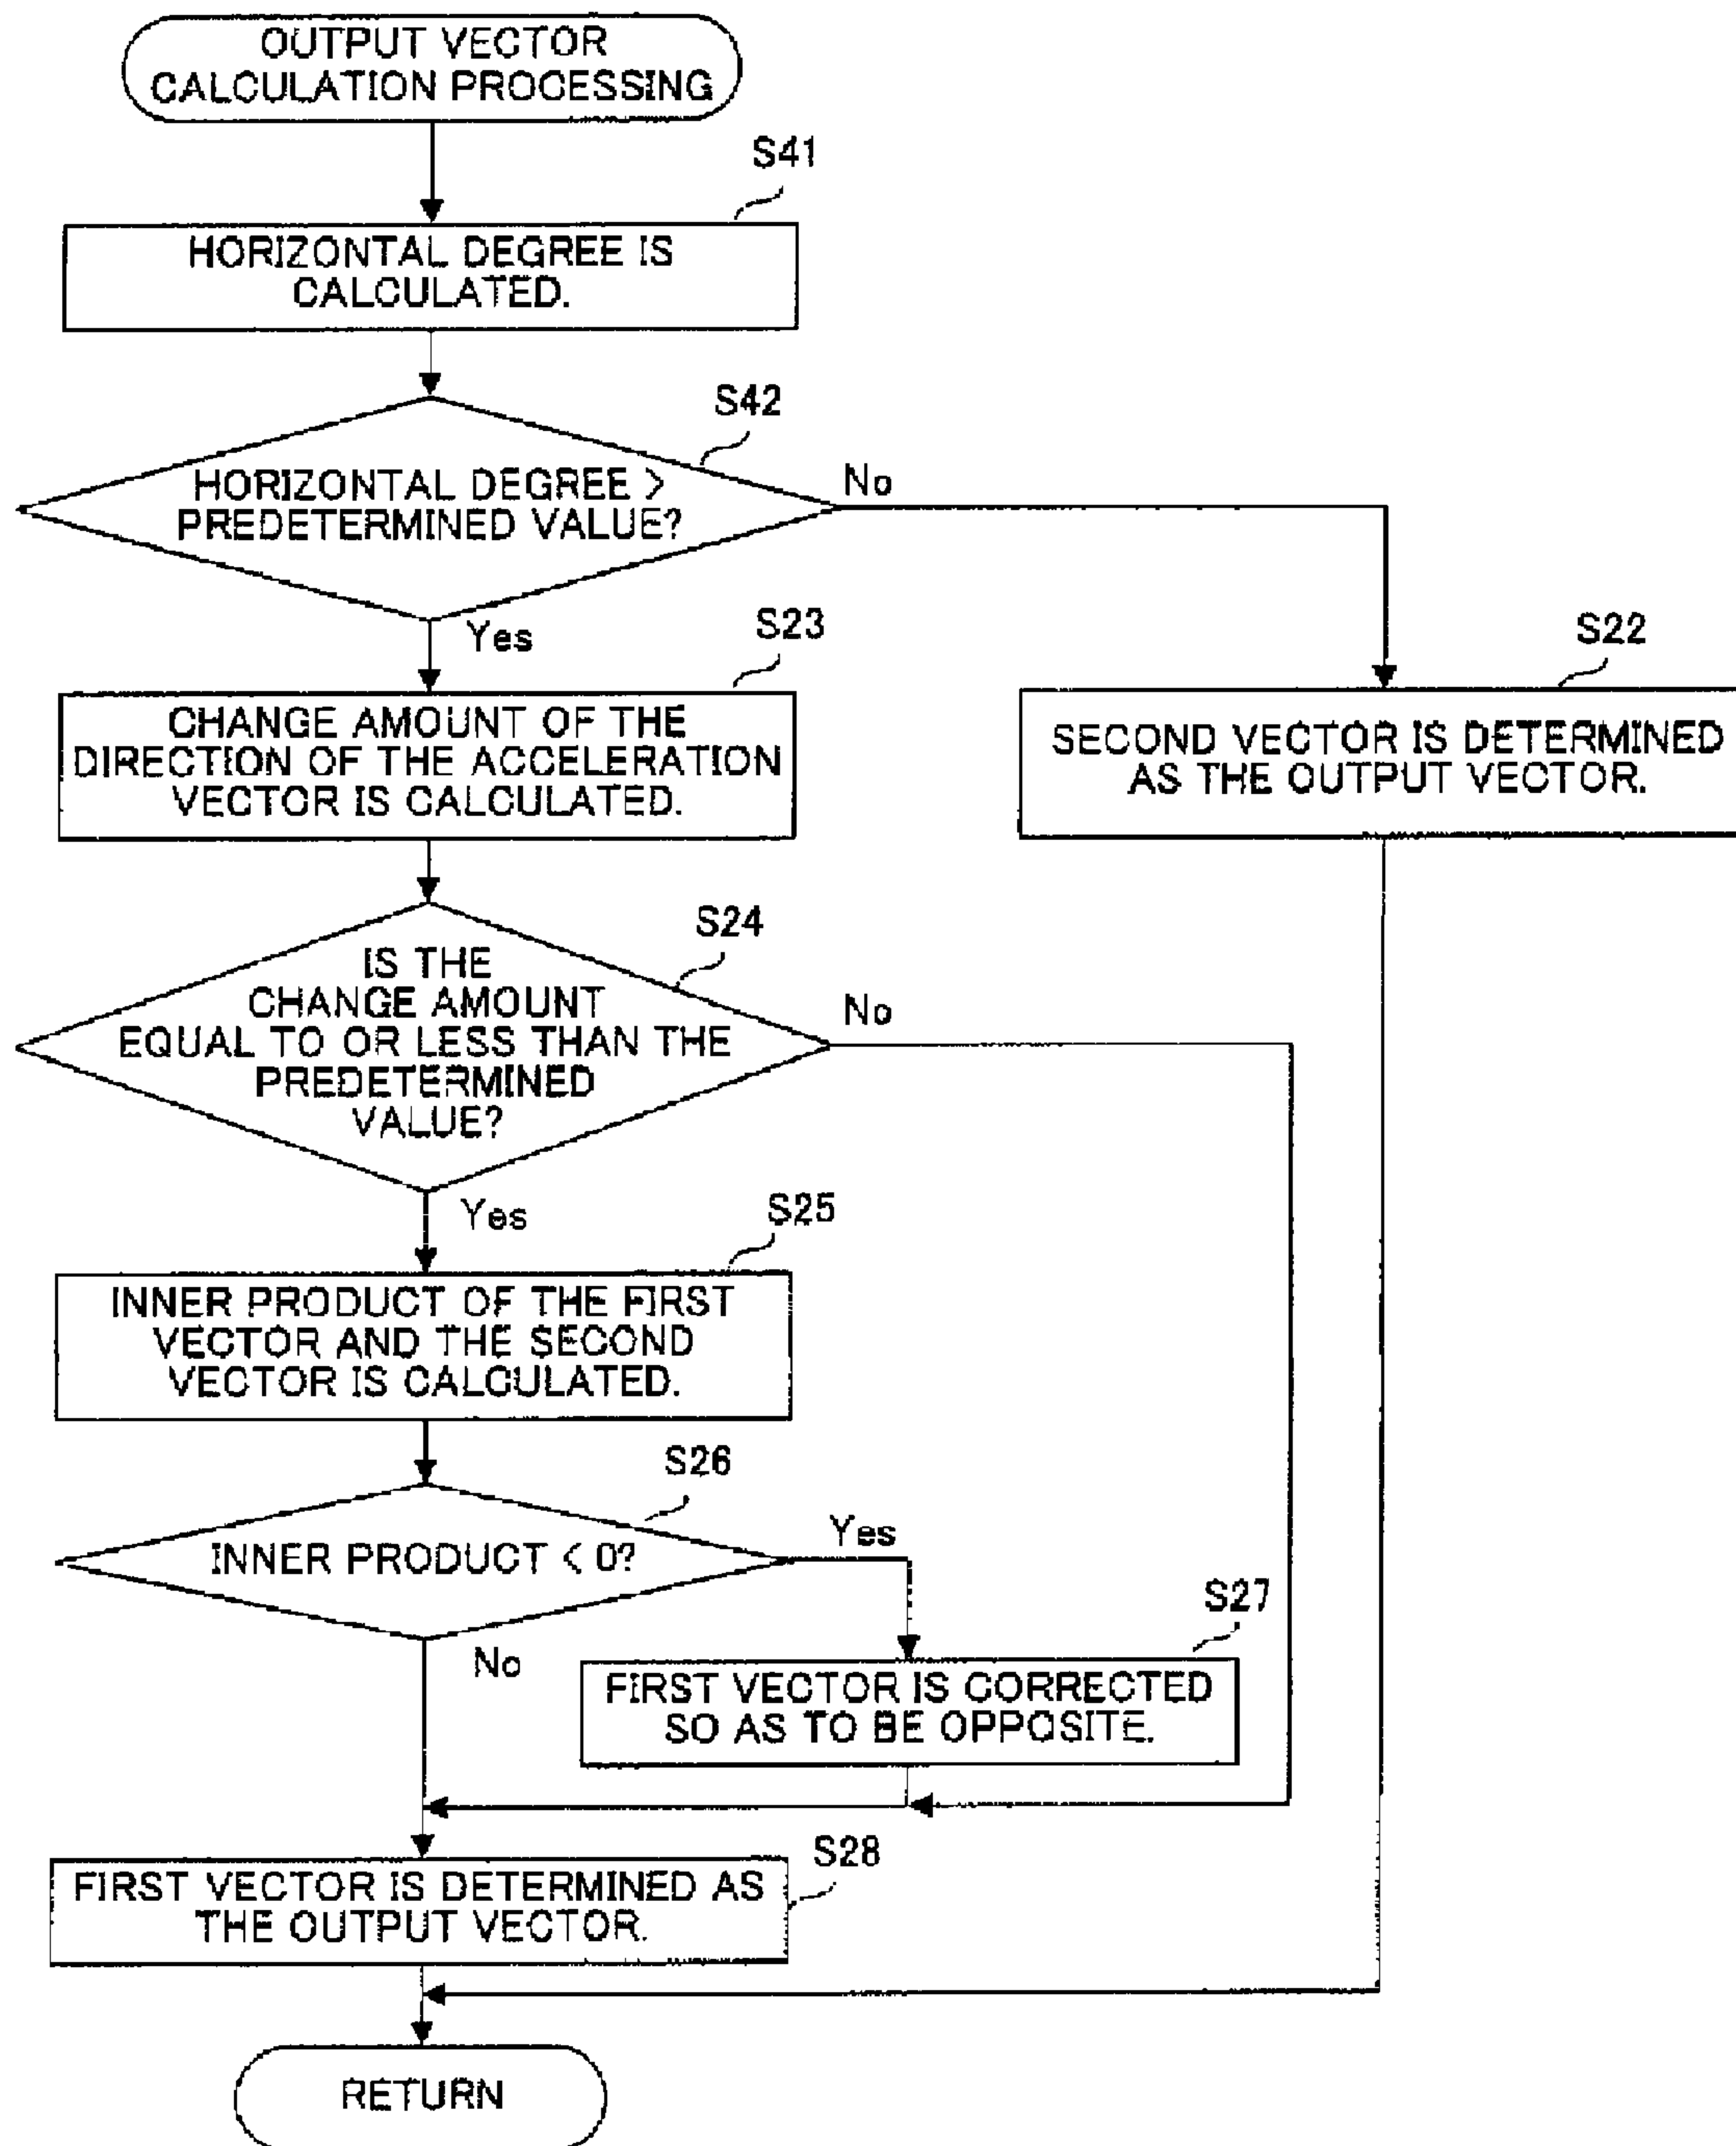 OUTPUT VECTOR
CALCULATION PROCESSING
S41
HORIZONTAL DEGREE IS
CALCULATED.
S42
HORIZONTAL DEGREE >
PREDETERMINED VALUE?
No
Yes
S23
CHANGE AMOUNT OF THE
DIRECTION OF THE ACCELERATION
VECTOR IS CALCULATED.
S22
SECOND VECTOR IS DETERMINED
AS THE OUTPUT VECTOR.
S24
IS THE
CHANGE AMOUNT
EQUAL TO OR LESS THAN THE
PREDETERMINED
VALUE?
No
Yes
S25
INNER PRODUCT OF THE FIRST
VECTOR AND THE SECOND
VECTOR IS CALCULATED.
S26
INNER PRODUCT < 0?
Yes
No
S27
FIRST VECTOR IS CORRECTED
SO AS TO BE OPPOSITE.
S28
FIRST VECTOR IS DETERMINED AS
THE OUTPUT VECTOR.
RETURN